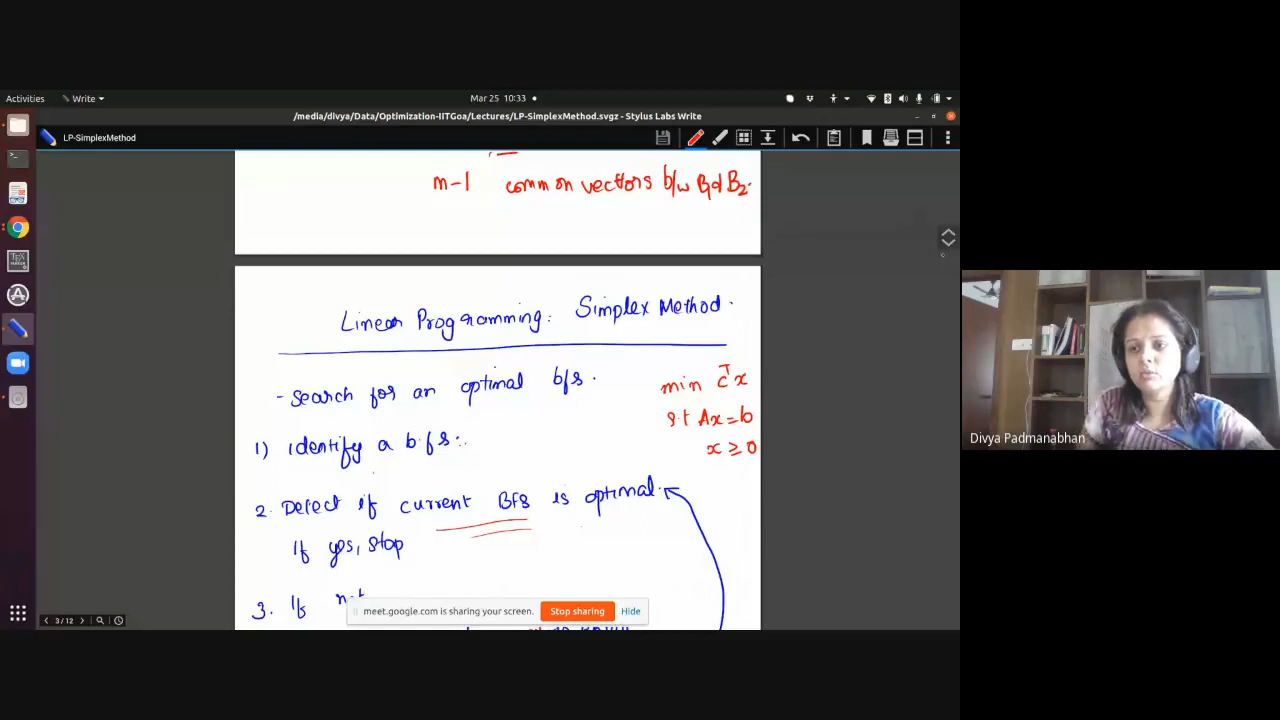 Activities
Write
Mar 25 10:33
/media/divya/Data/Optimization-IITGoa/Lectures/LP-SimplexMethod.svgz - Stylus Labs Write
LP-SimplexMethod
m-1 common vectors b/w B1 & B2.
Linear Programming: Simplex Method.
- Search for an optimal bfs.
min cᵀx
s.t Ax = b
x ≥ 0
1) identify a bfs:.
2. Detect if current BFS is optimal.
If yes, stop
3. If not
meet.google.com is sharing your screen. Stop sharing Hide
3/12
Divya Padmanabhan